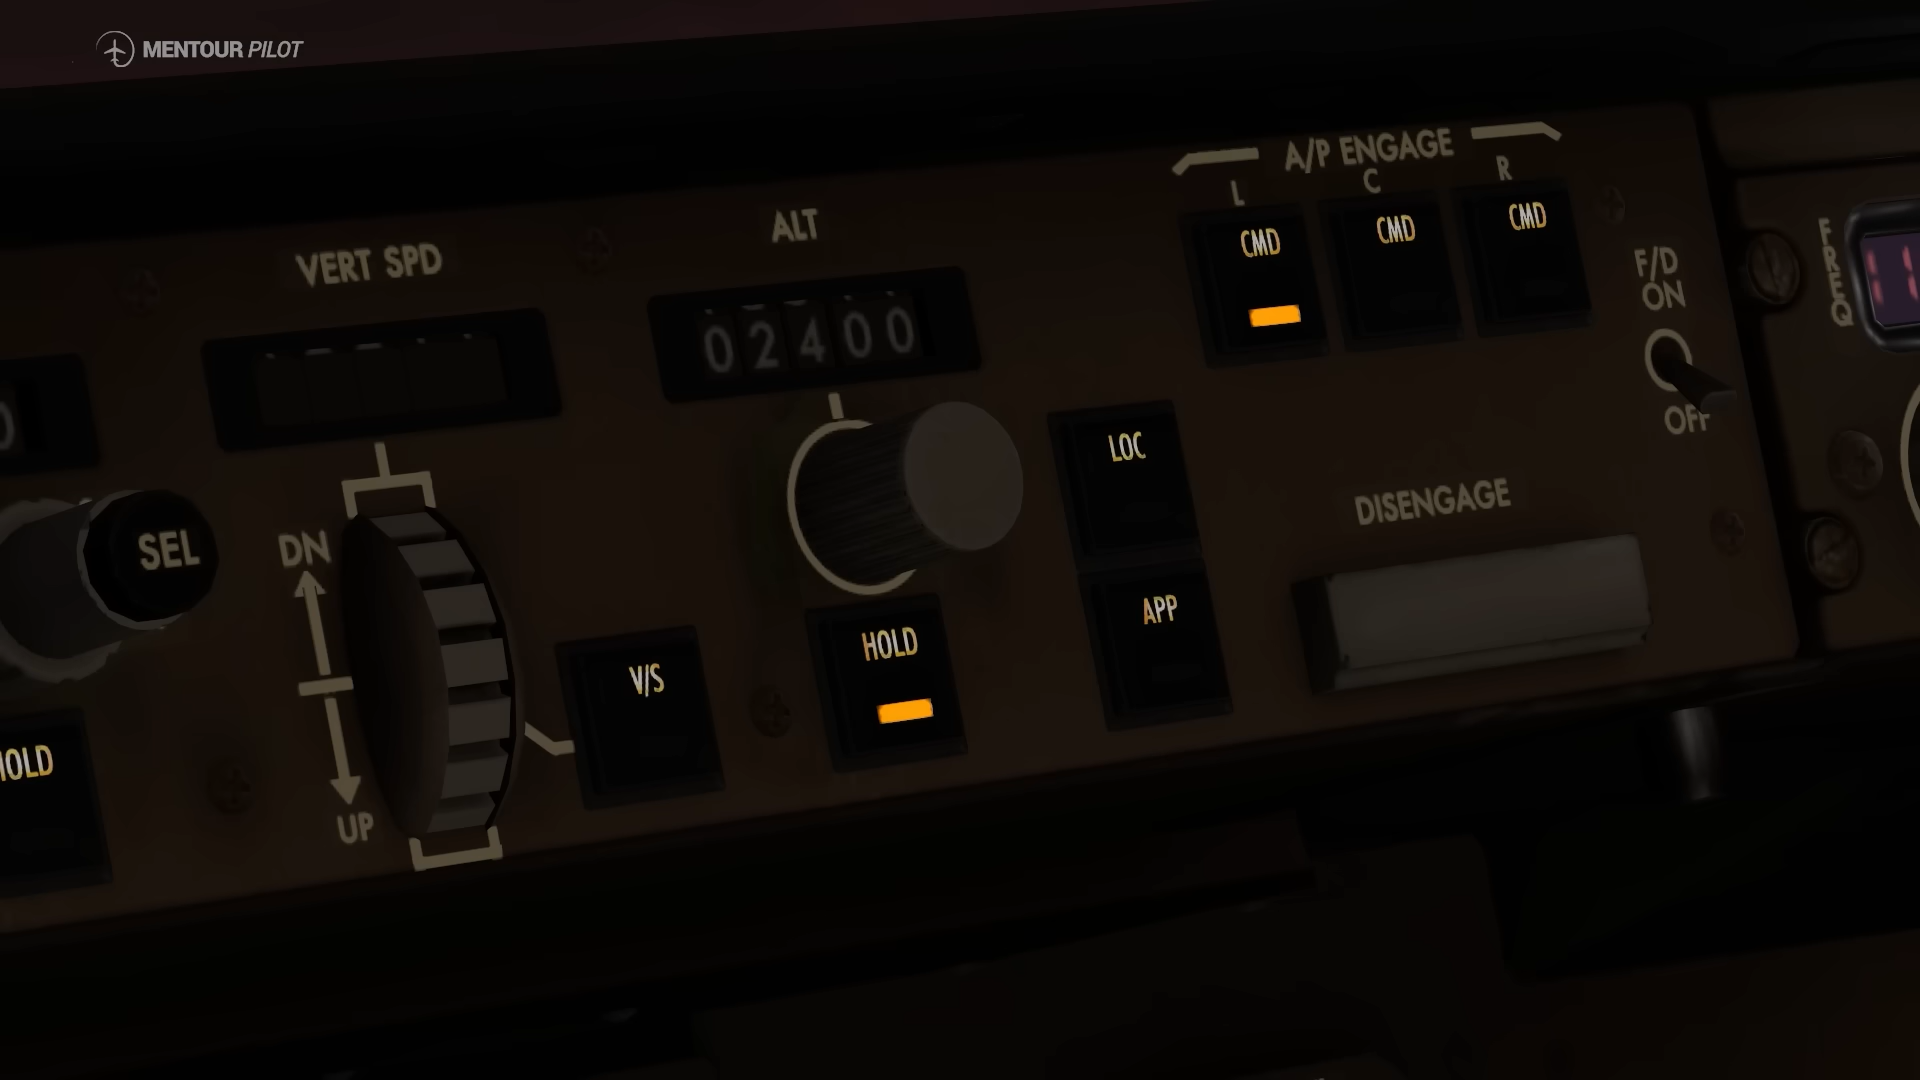 MENTOUR PILOT
A/P ENGAGE
L C R
CMD CMD CMD
ALT
VERT SPD
02400
F/D
ON
OFF
FREQ
11
LOC
SEL
DN
DISENGAGE
APP
HOLD
V/S
HOLD
UP